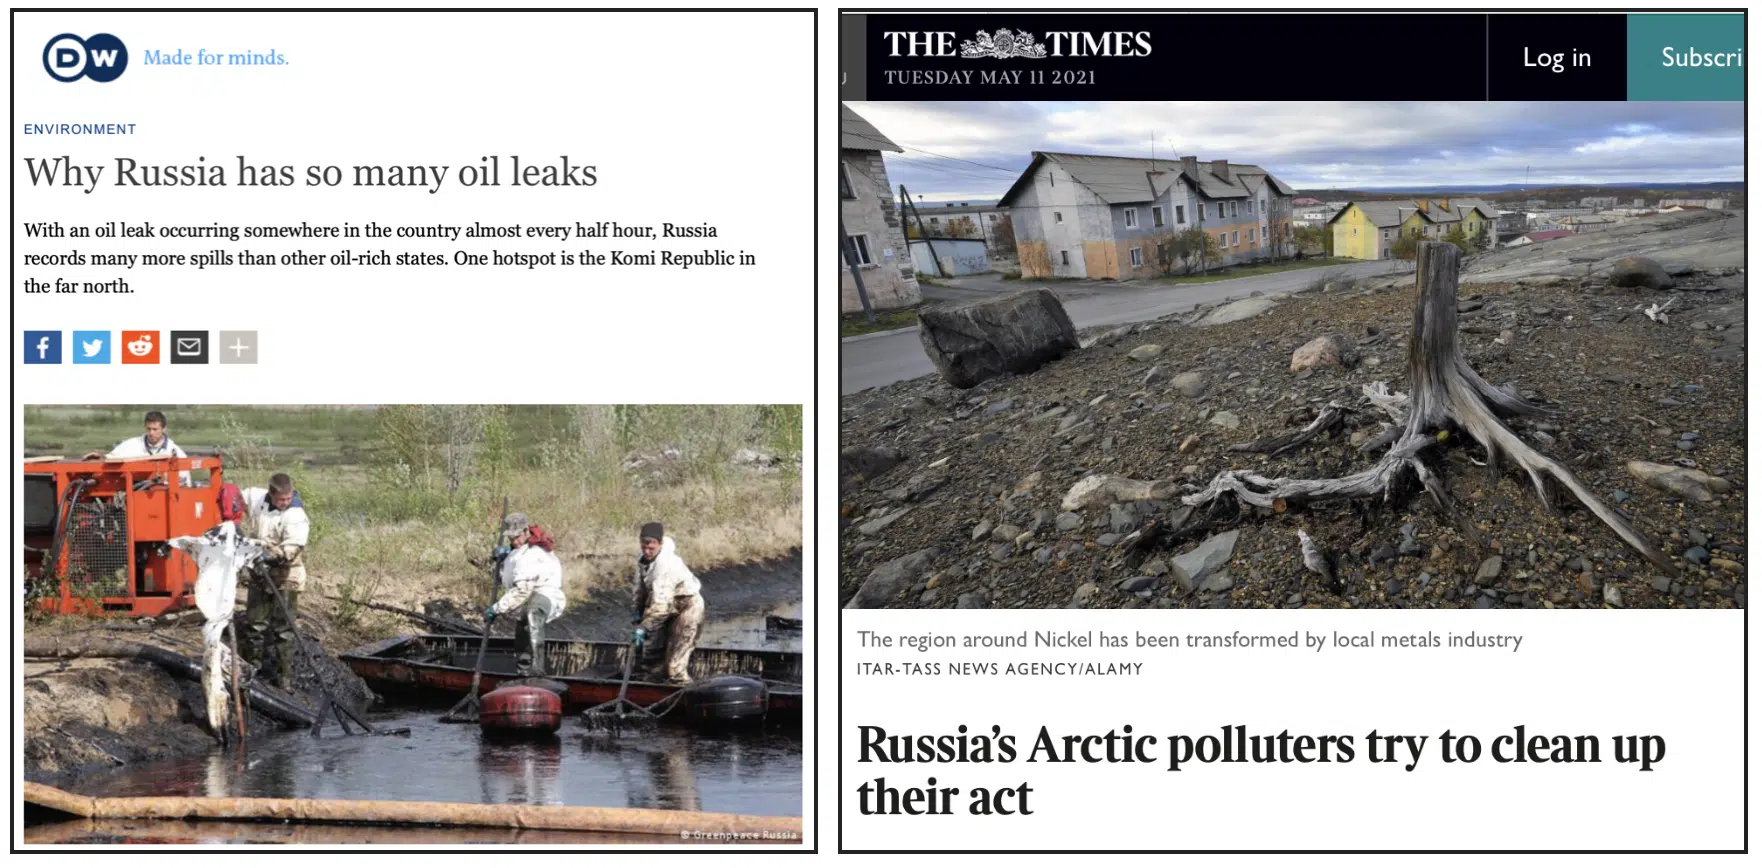 DW Made for minds.
ENVIRONMENT
Why Russia has so many oil leaks
With an oil leak occurring somewhere in the country almost every half hour, Russia
records many more spills than other oil-rich states. One hotspot is the Komi Republic in
the far north.
© Greenpeace Russia
THE TIMES
TUESDAY MAY 11 2021
Log in
Subscri
The region around Nickel has been transformed by local metals industry
ITAR-TASS NEWS AGENCY/ALAMY
Russia's Arctic polluters try to clean up
their act